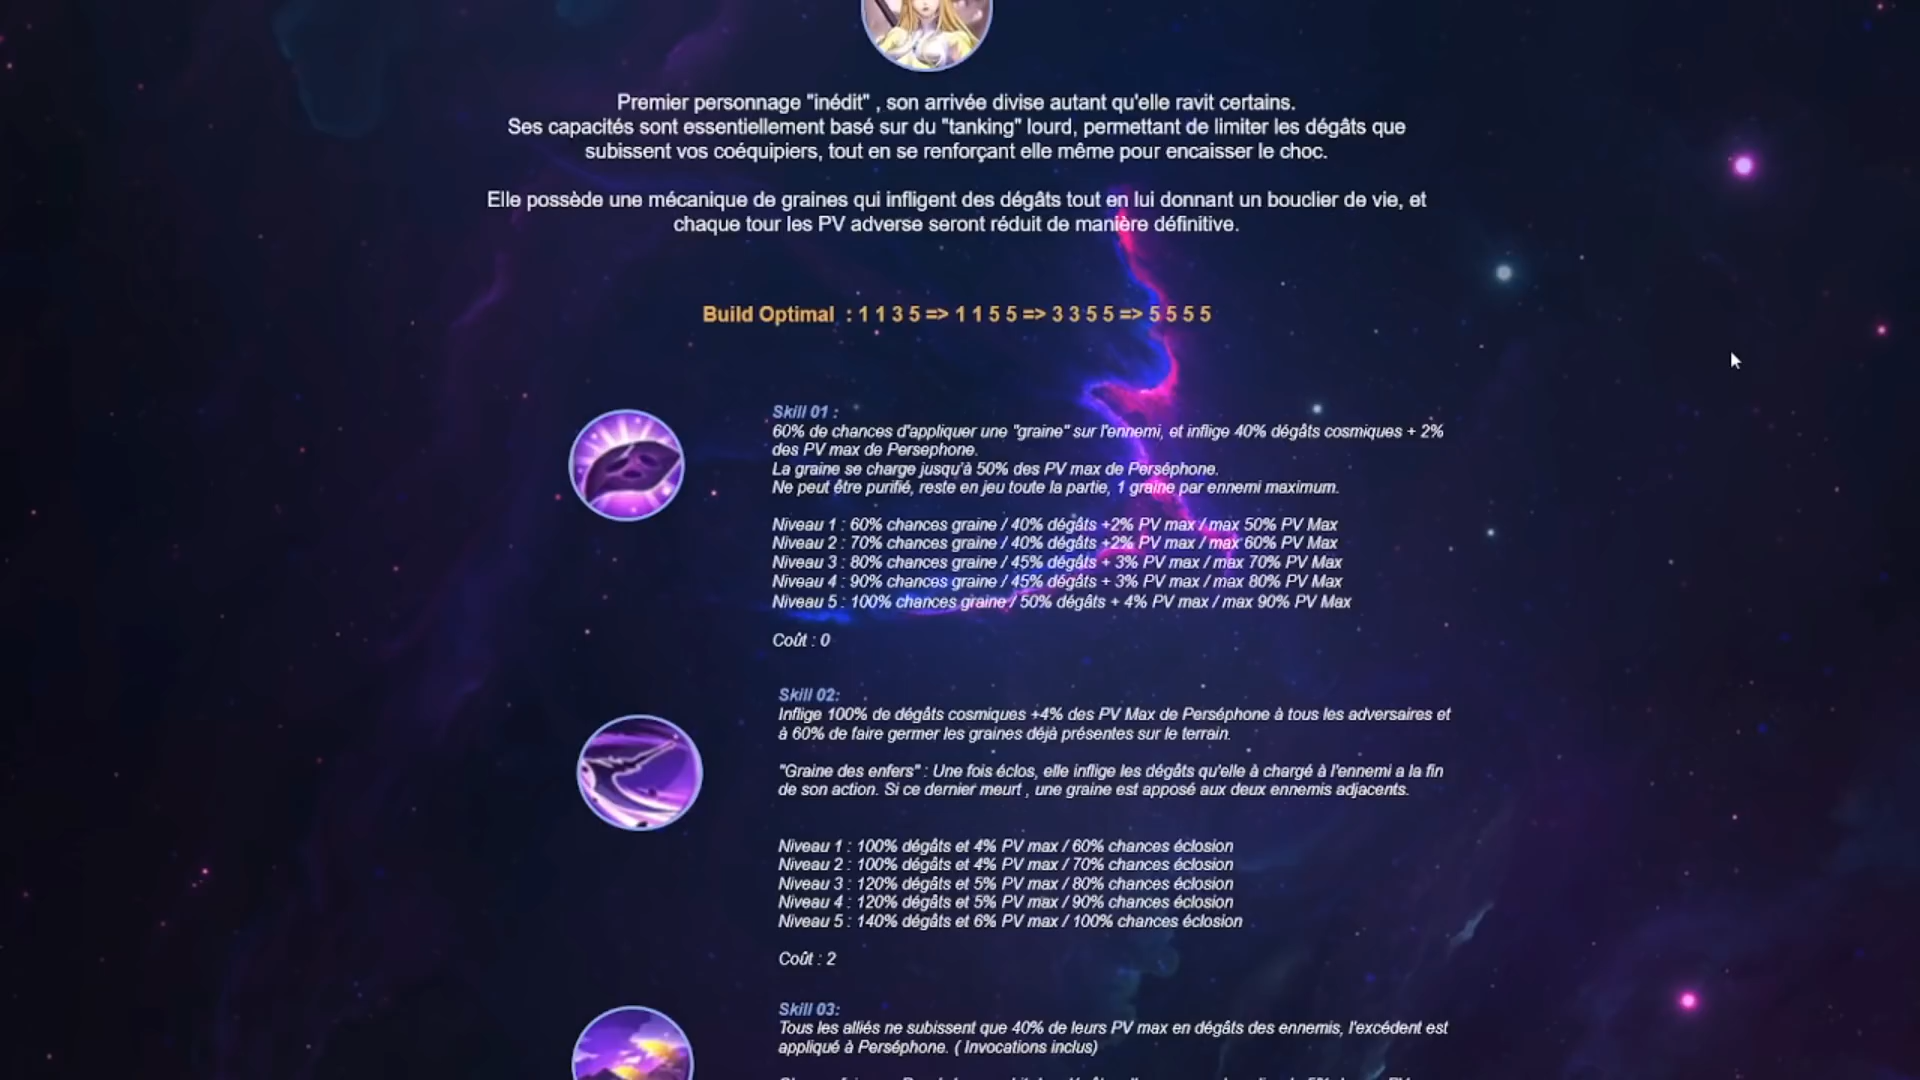 Premier personnage "inédit" , son arrivée divise autant qu'elle ravit certains.
Ses capacités sont essentiellement basé sur du "tanking" lourd, permettant de limiter les dégâts que
subissent vos coéquipiers, tout en se renforçant elle même pour encaisser le choc.
Elle possède une mécanique de graines qui infligent des dégâts tout en lui donnant un bouclier de vie, et
chaque tour les PV adverse seront réduit de manière définitive.
Build Optimal : 1 1 3 5 => 1 1 5 5 => 3 3 5 5 => 5 5 5 5
Skill 01 :
60% de chances d'appliquer une "graine" sur l'ennemi, et inflige 40% dégâts cosmiques + 2%
des PV max de Persephone.
La graine se charge jusqu'à 50% des PV max de Perséphone.
Ne peut être purifié, reste en jeu toute la partie, 1 graine par ennemi maximum.
Niveau 1 : 60% chances graine / 40% dégâts +2% PV max / max 50% PV Max
Niveau 2 : 70% chances graine / 40% dégâts +2% PV max / max 60% PV Max
Niveau 3 : 80% chances graine / 45% dégâts + 3% PV max / max 70% PV Max
Niveau 4 : 90% chances graine / 45% dégâts + 3% PV max / max 80% PV Max
Niveau 5 : 100% chances graine / 50% dégâts + 4% PV max / max 90% PV Max
Coût : 0
Skill 02:
Inflige 100% de dégâts cosmiques +4% des PV Max de Perséphone à tous les adversaires et
à 60% de faire germer les graines déjà présentes sur le terrain.
"Graine des enfers" : Une fois éclos, elle inflige les dégâts qu'elle à chargé à l'ennemi a la fin
de son action. Si ce dernier meurt , une graine est apposé aux deux ennemis adjacents.
Niveau 1 : 100% dégâts et 4% PV max / 60% chances éclosion
Niveau 2 : 100% dégâts et 4% PV max / 70% chances éclosion
Niveau 3 : 120% dégâts et 5% PV max / 80% chances éclosion
Niveau 4 : 120% dégâts et 5% PV max / 90% chances éclosion
Niveau 5 : 140% dégâts et 6% PV max / 100% chances éclosion
Coût : 2
Skill 03:
Tous les alliés ne subissent que 40% de leurs PV max en dégâts des ennemis, l'excédent est
appliqué à Perséphone. ( Invocations inclus)